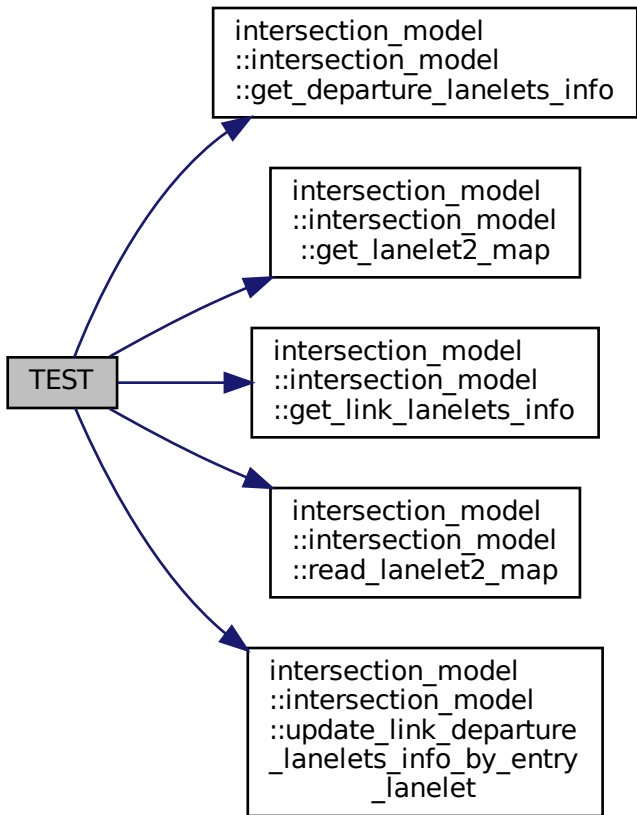 intersection_model
::intersection_model
::get_departure_lanelets_info
intersection_model
::intersection_model
::get_lanelet2_map
TEST
intersection_model
::intersection_model
::get_link_lanelets_info
intersection_model
::intersection_model
::read_lanelet2_map
intersection_model
::intersection_model
::update_link_departure
_lanelets_info_by_entry
_lanelet